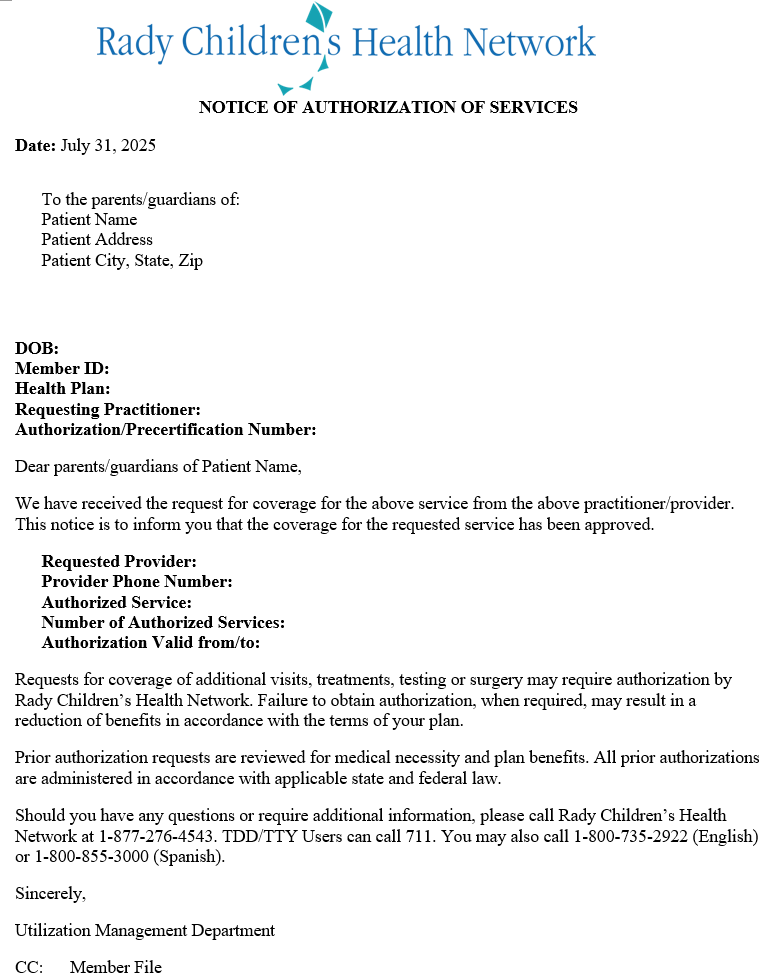 Rady Children's Health Network
NOTICE OF AUTHORIZATION OF SERVICES
Date: July 31, 2025
To the parents/guardians of:
Patient Name
Patient Address
Patient City, State, Zip
DOB:
Member ID:
Health Plan:
Requesting Practitioner:
Authorization/Precertification Number:
Dear parents/guardians of Patient Name,
We have received the request for coverage for the above service from the above practitioner/provider.
This notice is to inform you that the coverage for the requested service has been approved.
Requested Provider:
Provider Phone Number:
Authorized Service:
Number of Authorized Services:
Authorization Valid from/to:
Requests for coverage of additional visits, treatments, testing or surgery may require authorization by
Rady Children’s Health Network. Failure to obtain authorization, when required, may result in a
reduction of benefits in accordance with the terms of your plan.
Prior authorization requests are reviewed for medical necessity and plan benefits. All prior authorizations
are administered in accordance with applicable state and federal law.
Should you have any questions or require additional information, please call Rady Children’s Health
Network at 1-877-276-4543. TDD/TTY Users can call 711. You may also call 1-800-735-2922 (English)
or 1-800-855-3000 (Spanish).
Sincerely,
Utilization Management Department
CC: Member File